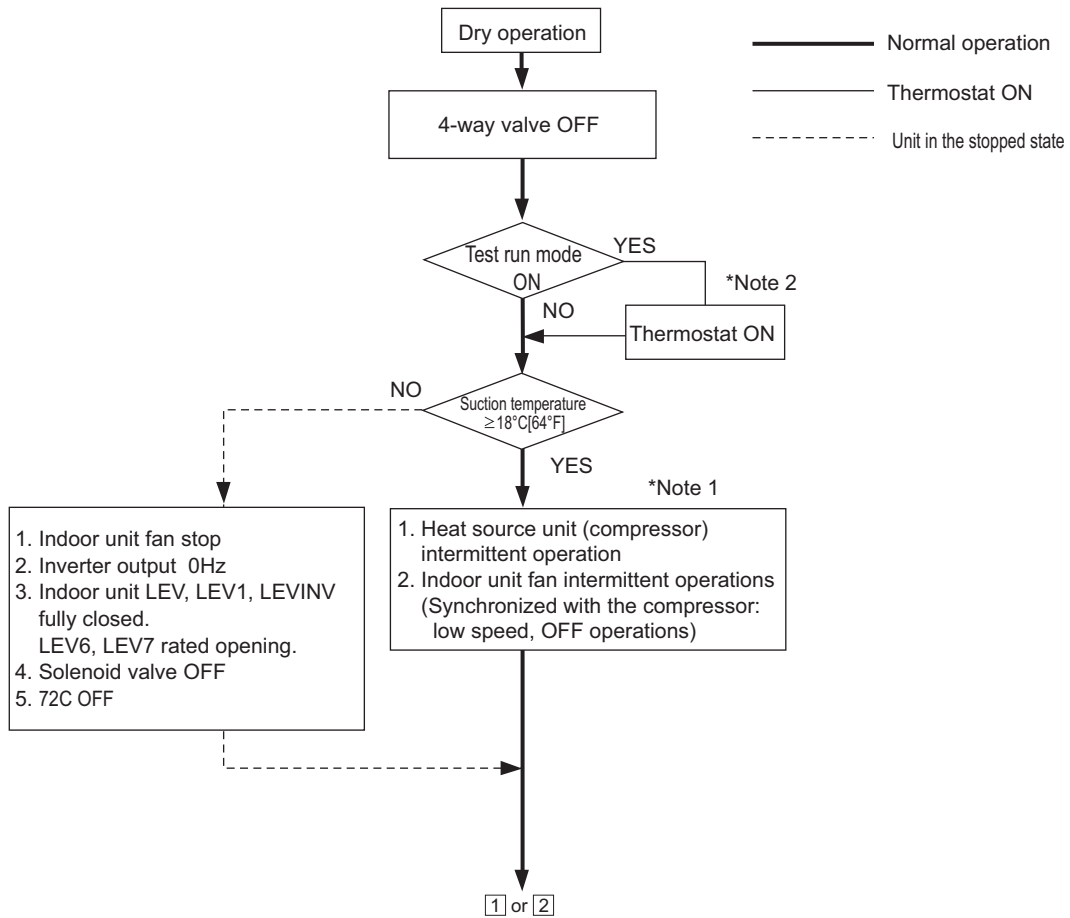 Dry operation
Normal operation
Thermostat ON
Unit in the stopped state
4-way valve OFF
Test run mode
ON
YES
*Note 2
NO
Thermostat ON
NO
Suction temperature
≥18°C[64°F]
YES
*Note 1
1. Indoor unit fan stop
2. Inverter output 0Hz
3. Indoor unit LEV, LEV1, LEVINV
fully closed.
LEV6, LEV7 rated opening.
4. Solenoid valve OFF
5. 72C OFF
1. Heat source unit (compressor)
intermittent operation
2. Indoor unit fan intermittent operations
(Synchronized with the compressor:
low speed, OFF operations)
1 or 2